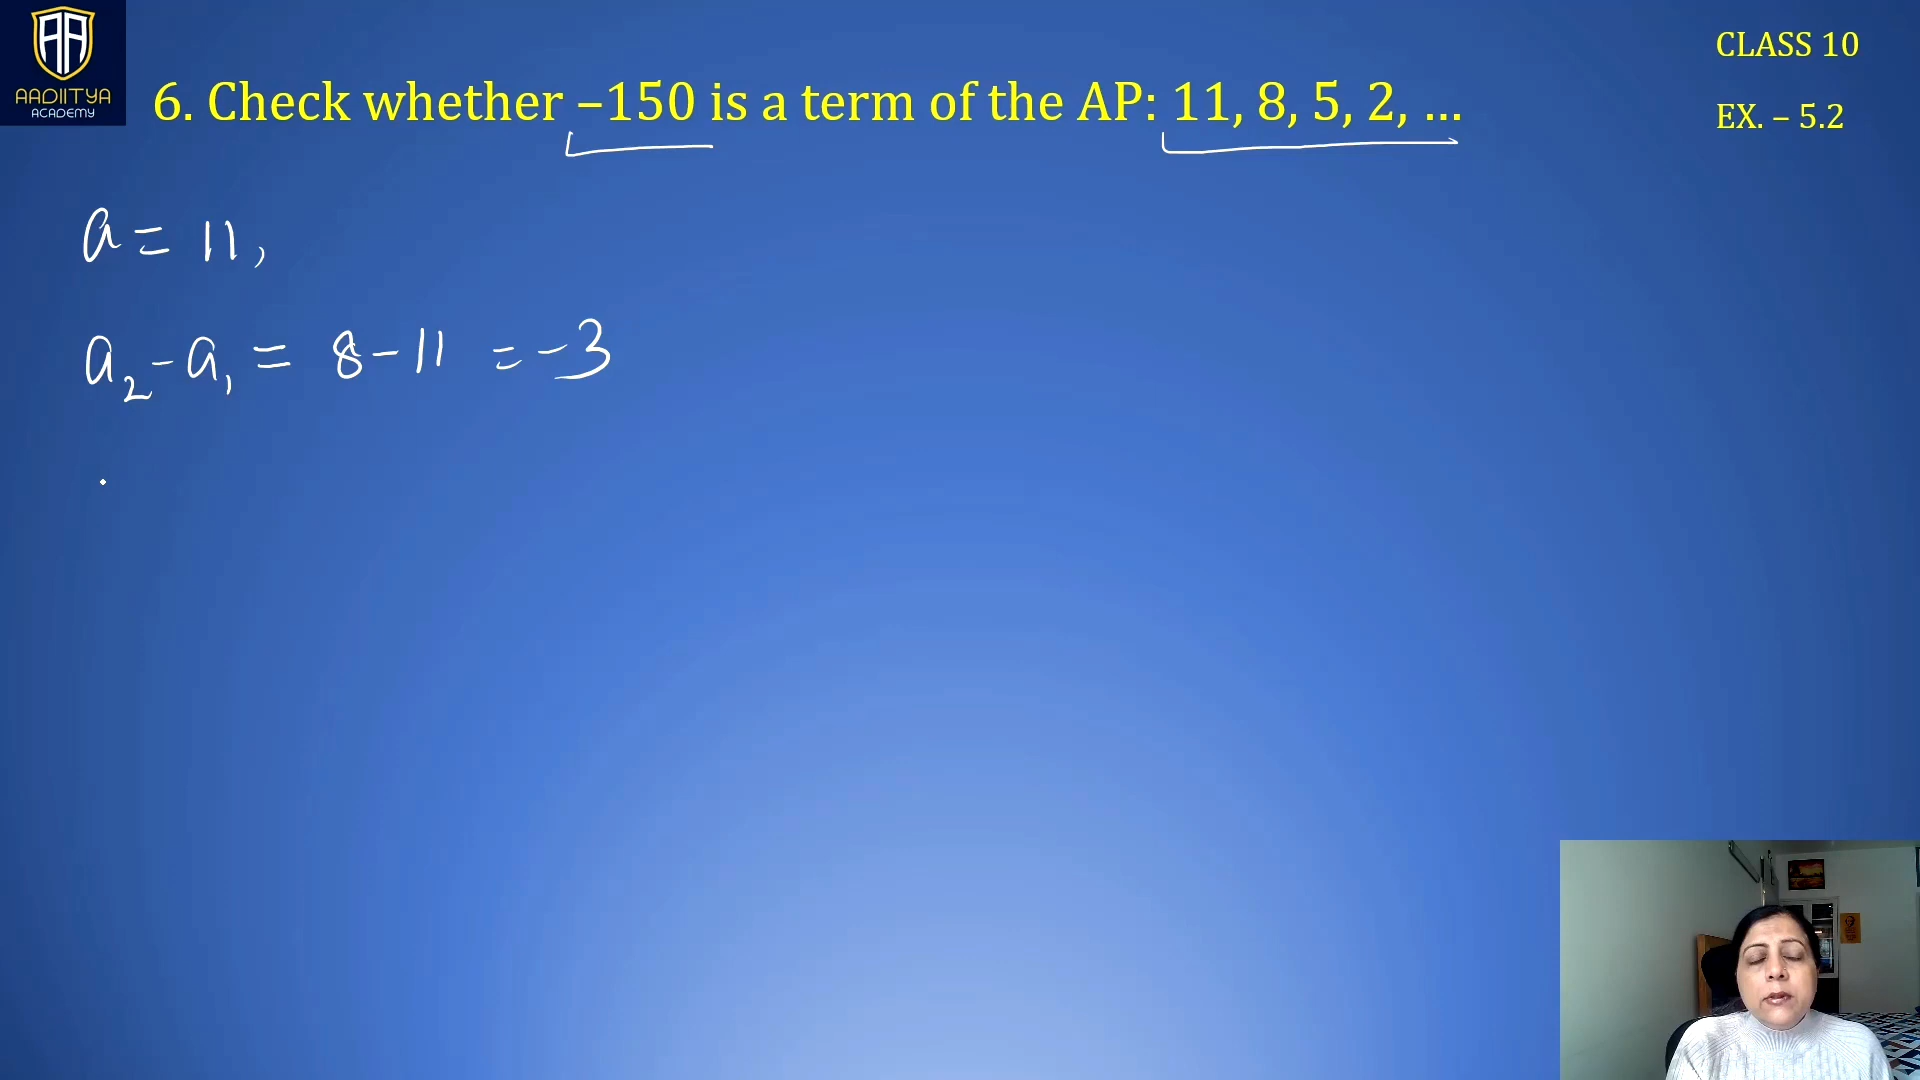 AADIITYA
ACADEMY
6. Check whether –150 is a term of the AP: 11, 8, 5, 2, ...
CLASS 10
EX. – 5.2
a = 11,
a₂ - a₁ = 8 - 11 = -3